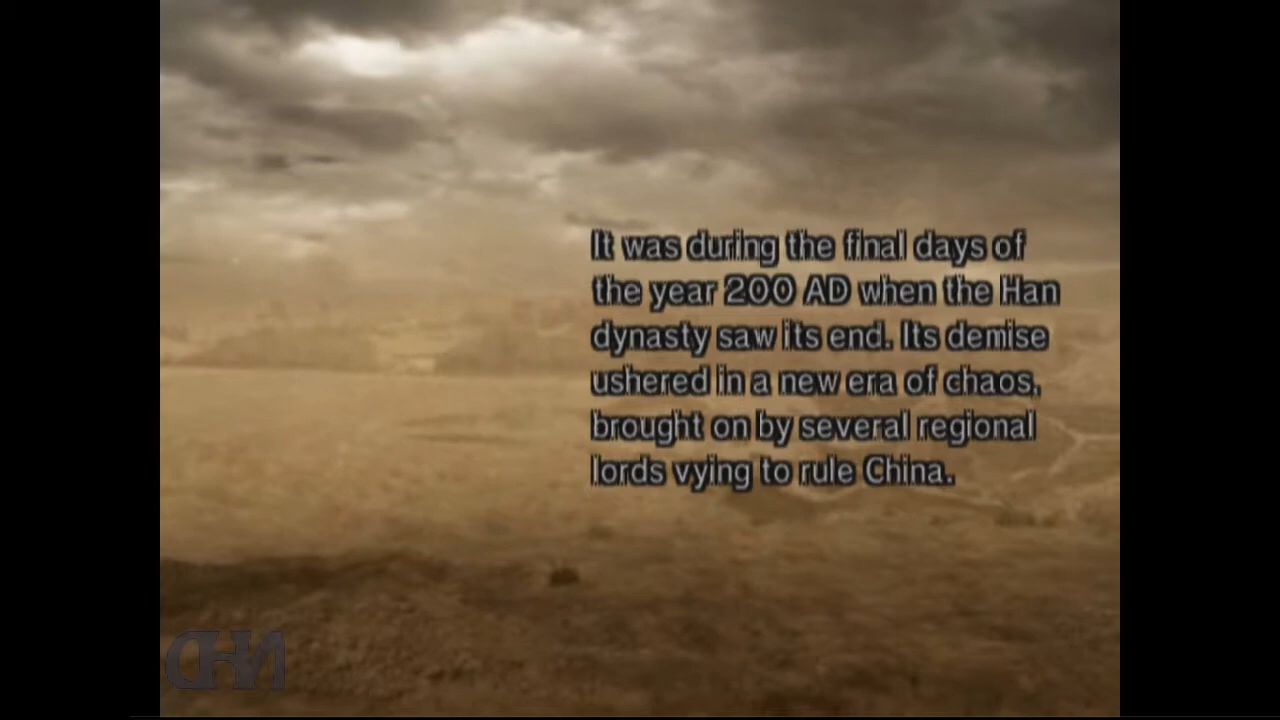 It was during the final days of
the year 200 AD when the Han
dynasty saw its end. Its demise
ushered in a new era of chaos,
brought on by several regional
lords vying to rule China.